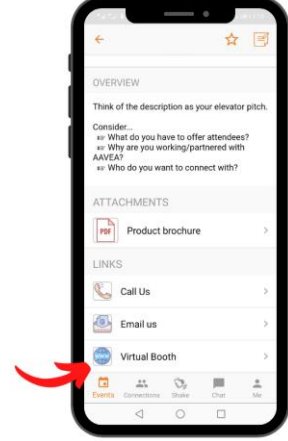 OVERVIEW
Think of the description as your elevator pitch.
Consider...
☞ What do you have to offer attendees?
☞ Why are you working/partnered with
AAVEA?
☞ Who do you want to connect with?
ATTACHMENTS
PDF
Product brochure
LINKS
Call Us
Email us
WWW
Virtual Booth
Events
Connections
Shake
Chat
Me